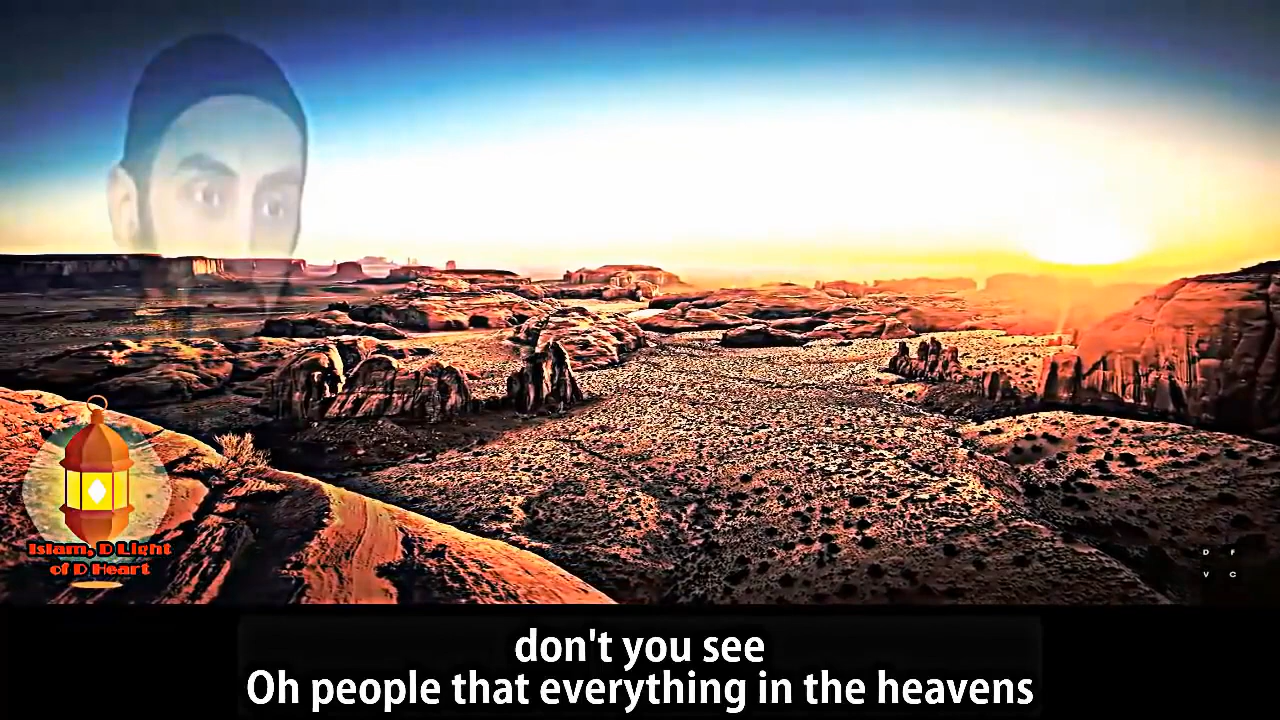 Islam, D Light
of D Heart
D F
V C
don't you see
Oh people that everything in the heavens